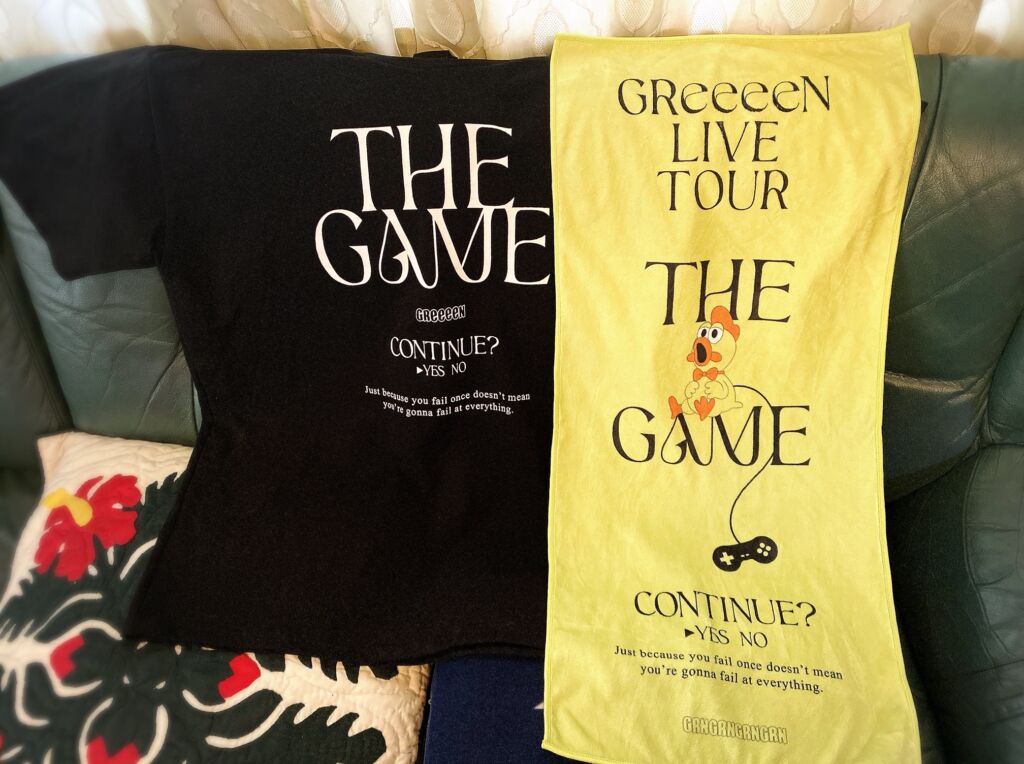 THE
GAME
GReeeeN
CONTINUE?
▶YES NO
Just because you fail once doesn't mean
you're gonna fail at everything.
GReeeeN
LIVE
TOUR
THE
GAME
CONTINUE?
▶YES NO
Just because you fail once doesn't mean
you're gonna fail at everything.
GRNGRNGRNGRN